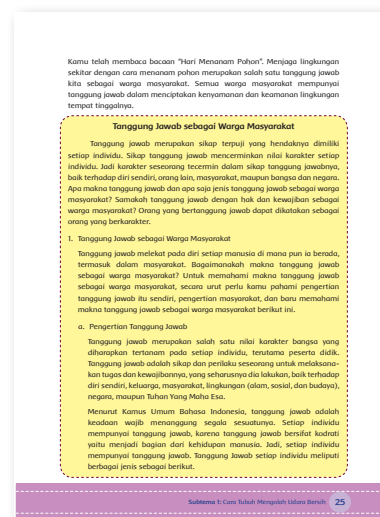 Kamu telah membaca bacaan "Hari Menanam Pohon". Menjaga lingkungan
sekitar dengan cara menanam pohon merupakan salah satu tanggung jawab
kita sebagai warga masyarakat. Semua warga masyarakat mempunyai
tanggung jawab dalam menciptakan kenyamanan dan keamanan lingkungan
tempat tinggalnya.
Tanggung Jawab sebagai Warga Masyarakat
Tanggung jawab merupakan sikap terpuji yang hendaknya dimiliki
setiap individu. Sikap tanggung jawab mencerminkan nilai karakter setiap
individu. Jadi karakter seseorang tecermin dalam sikap tanggung jawabnya,
baik terhadap diri sendiri, orang lain, masyarakat, maupun bangsa dan negara.
Apa makna tanggung jawab dan apa saja jenis tanggung jawab sebagai warga
masyarakat? Samakah tanggung jawab dengan hak dan kewajiban sebagai
warga masyarakat? Orang yang bertanggung jawab dapat dikatakan sebagai
orang yang berkarakter.
1. Tanggung Jawab sebagai Warga Masyarakat
Tanggung jawab melekat pada diri setiap manusia di mana pun ia berada,
termasuk dalam masyarakat. Bagaimanakah makna tanggung jawab
sebagai warga masyarakat? Untuk memahami makna tanggung jawab
sebagai warga masyarakat, secara urut perlu kamu pahami pengertian
tanggung jawab itu sendiri, pengertian masyarakat, dan baru memahami
makna tanggung jawab sebagai warga masyarakat berikut ini.
a. Pengertian Tanggung Jawab
Tanggung jawab merupakan salah satu nilai karakter bangsa yang
diharapkan tertanam pada setiap individu, terutama peserta didik.
Tanggung jawab adalah sikap dan perilaku seseorang untuk melaksana-
kan tugas dan kewajibannya, yang seharusnya dia lakukan, baik terhadap
diri sendiri, keluarga, masyarakat, lingkungan (alam, sosial, dan budaya),
negara, maupun Tuhan Yang Maha Esa.
Menurut Kamus Umum Bahasa Indonesia, tanggung jawab adalah
keadaan wajib menanggung segala sesuatunya. Setiap individu
mempunyai tanggung jawab, karena tanggung jawab bersifat kodrati
yaitu menjadi bagian dari kehidupan manusia. Jadi, setiap individu
mempunyai tanggung jawab. Tanggung Jawab setiap individu meliputi
berbagai jenis sebagai berikut.
Subtema 1: Cara Tubuh Mengolah Udara Bersih 25